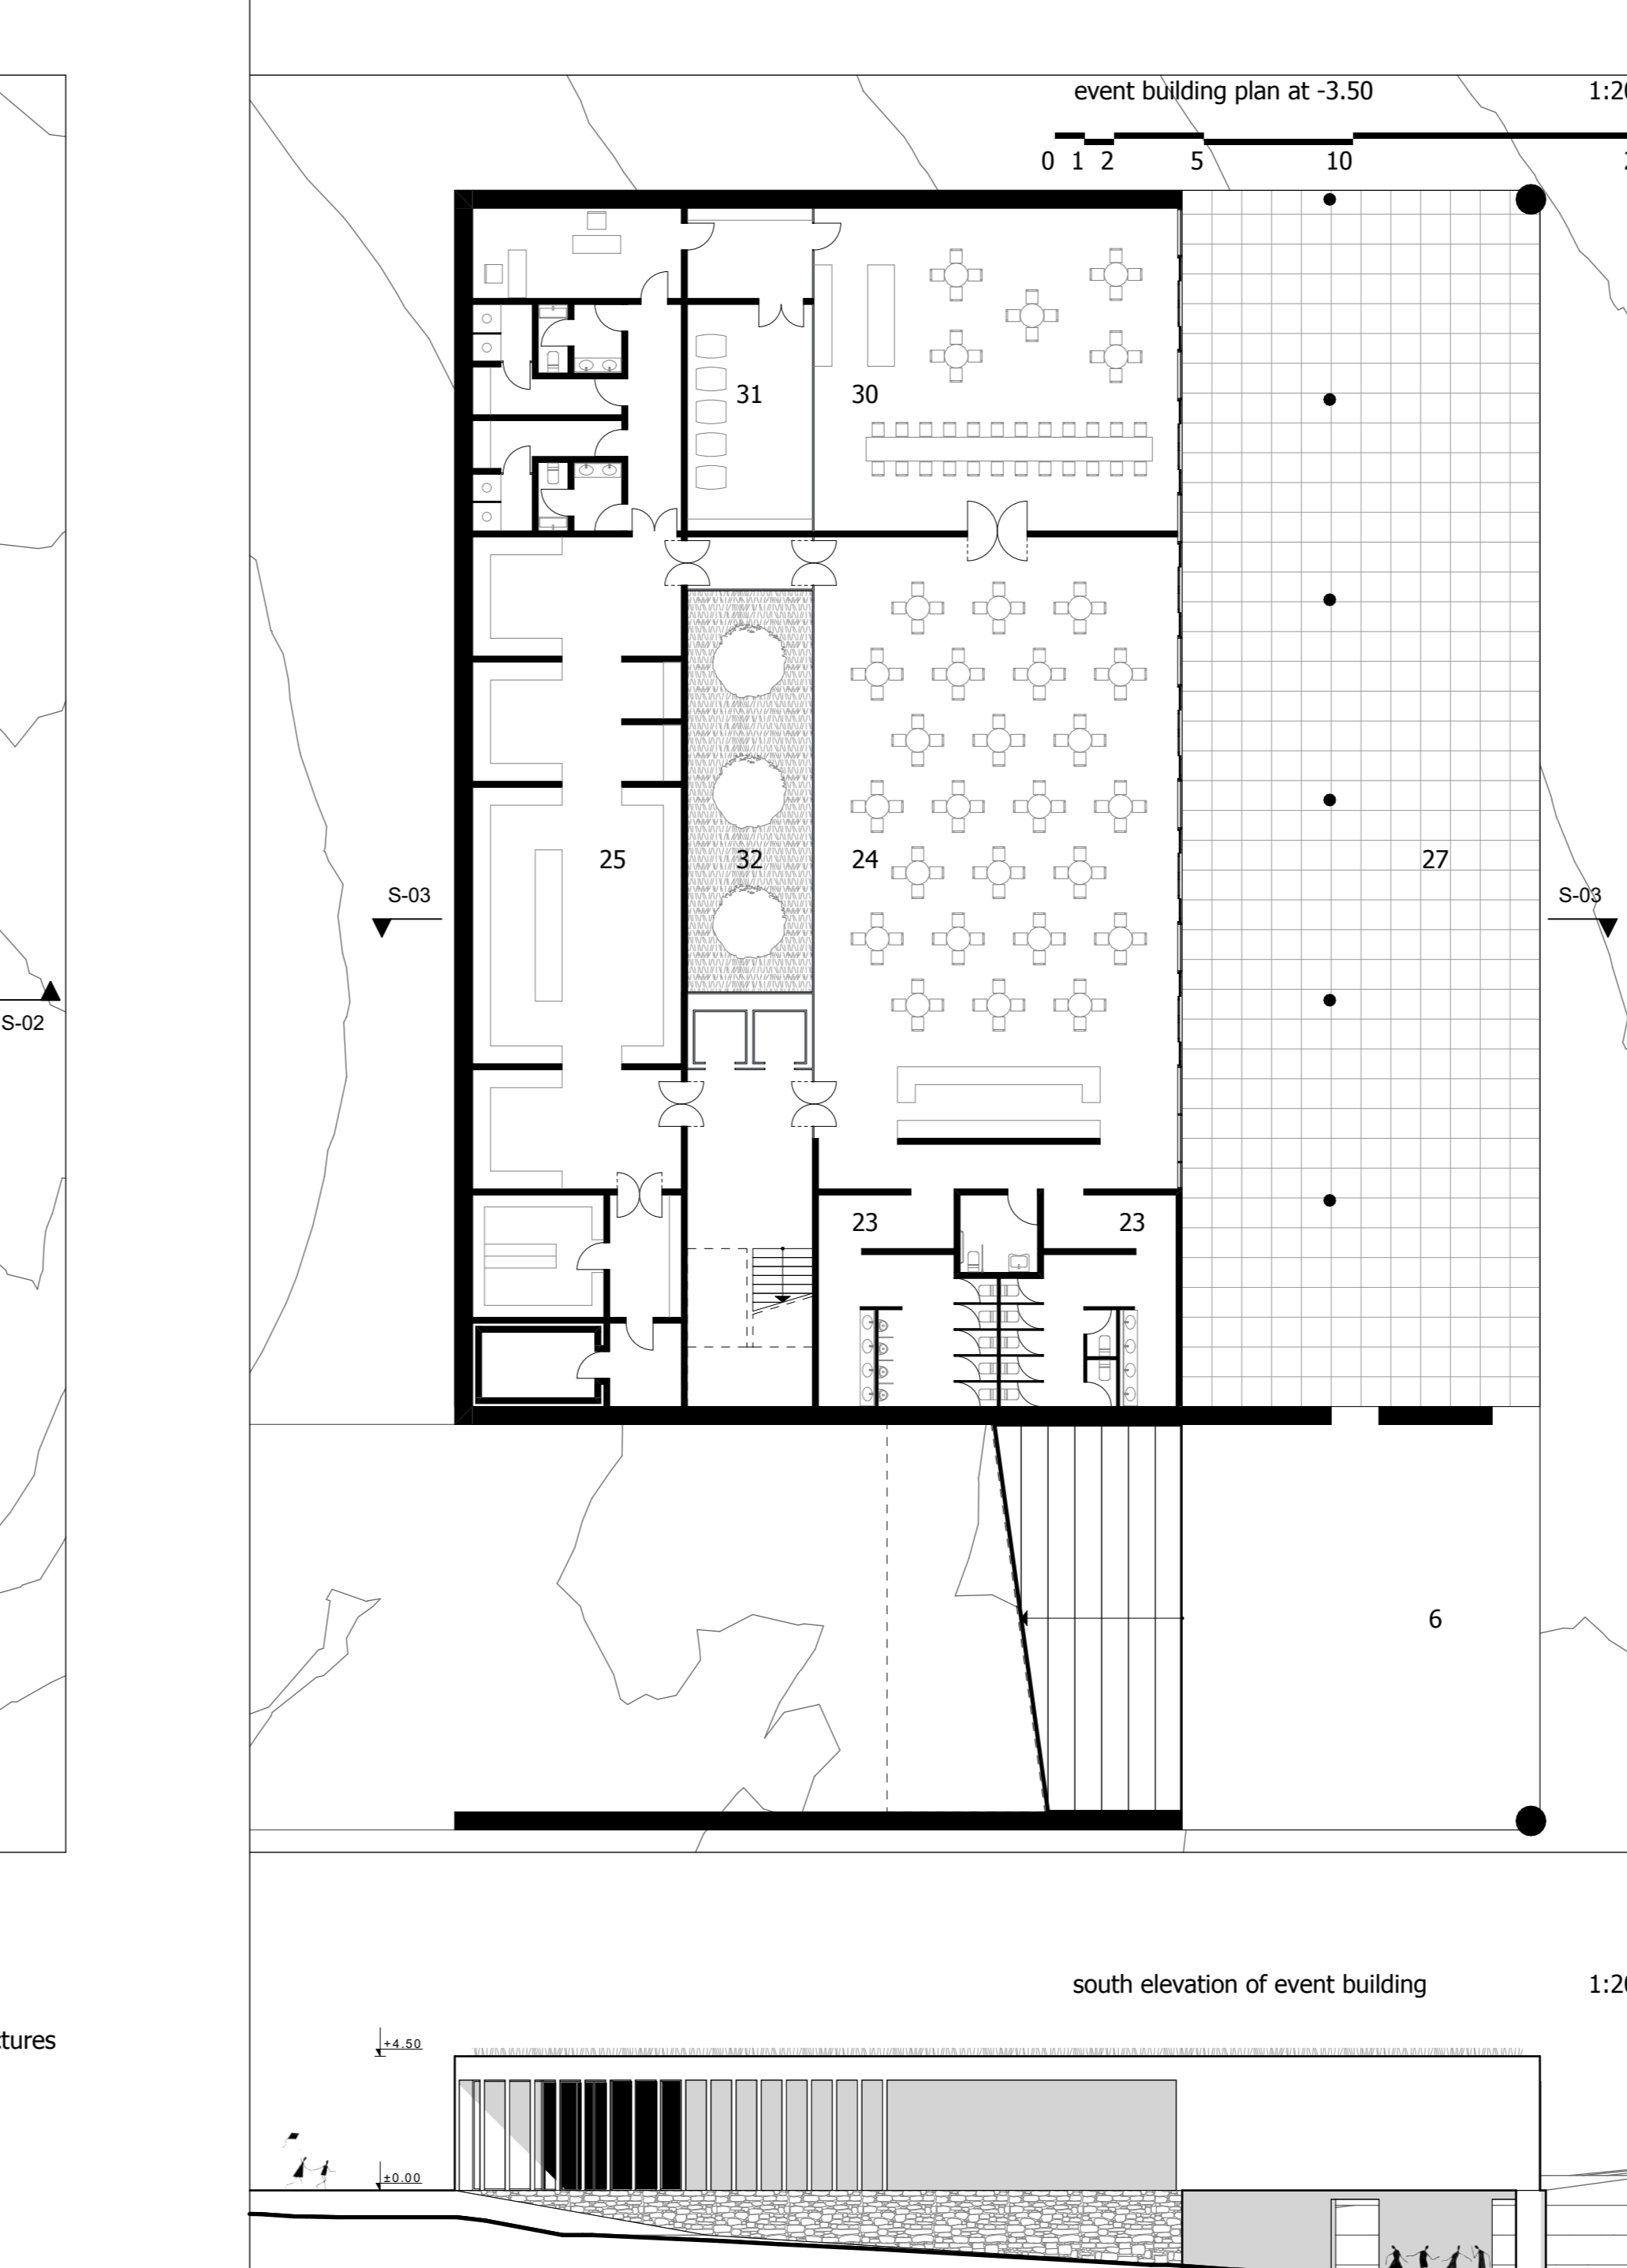 event building plan at -3.50 1:20
0 1 2 5 10
31 30
25 32 24 27
S-03 S-03
S-02
23 23
6
south elevation of event building 1:20
+4.50
±0.00